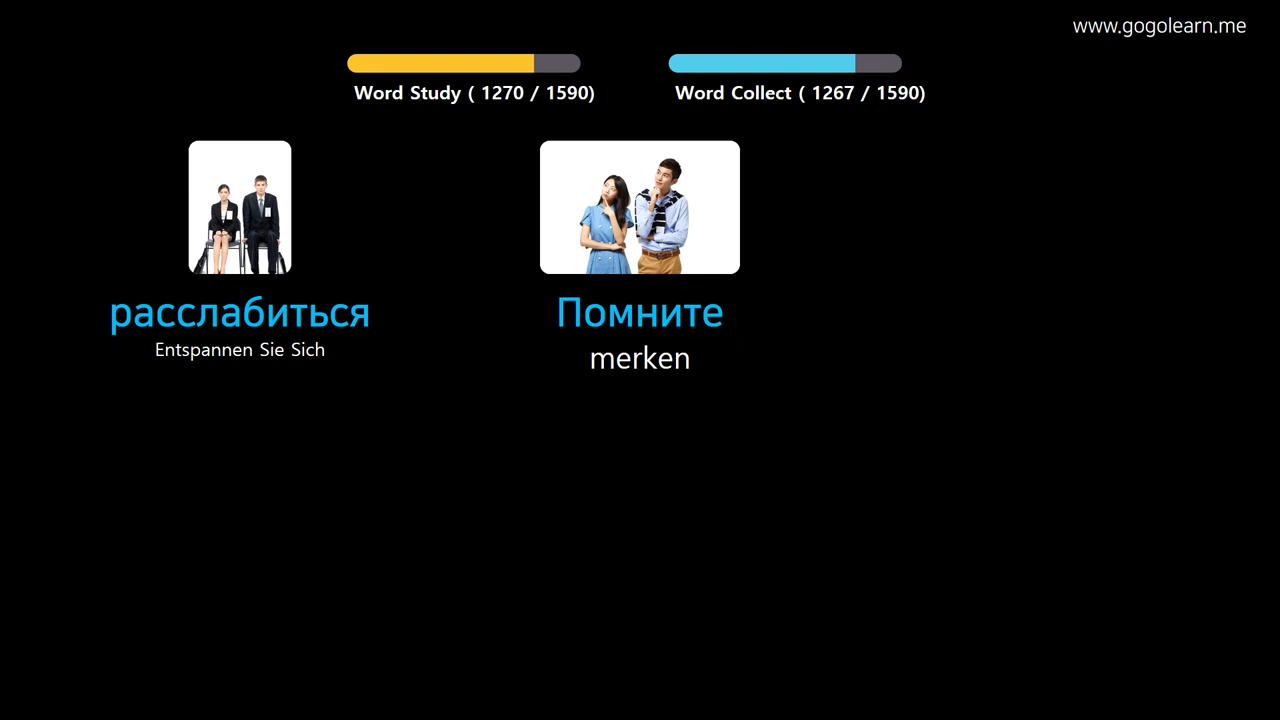 www.gogolearn.me
Word Study ( 1270 / 1590)
Word Collect ( 1267 / 1590)
расслабиться
Entspannen Sie Sich
Помните
merken